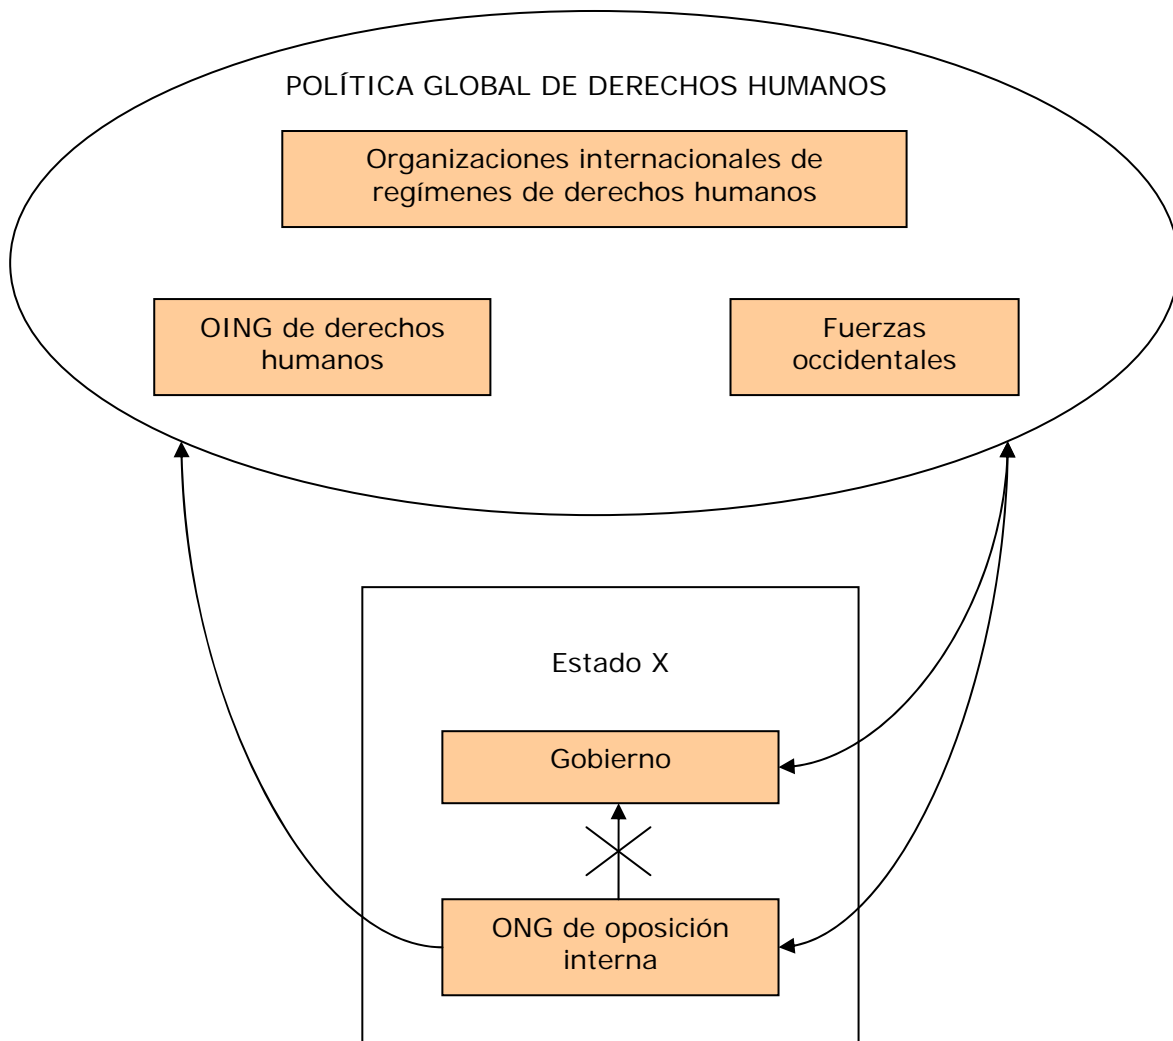 POLÍTICA GLOBAL DE DERECHOS HUMANOS
Organizaciones internacionales de
regímenes de derechos humanos
OING de derechos
humanos
Fuerzas
occidentales
Estado X
Gobierno
ONG de oposición
interna